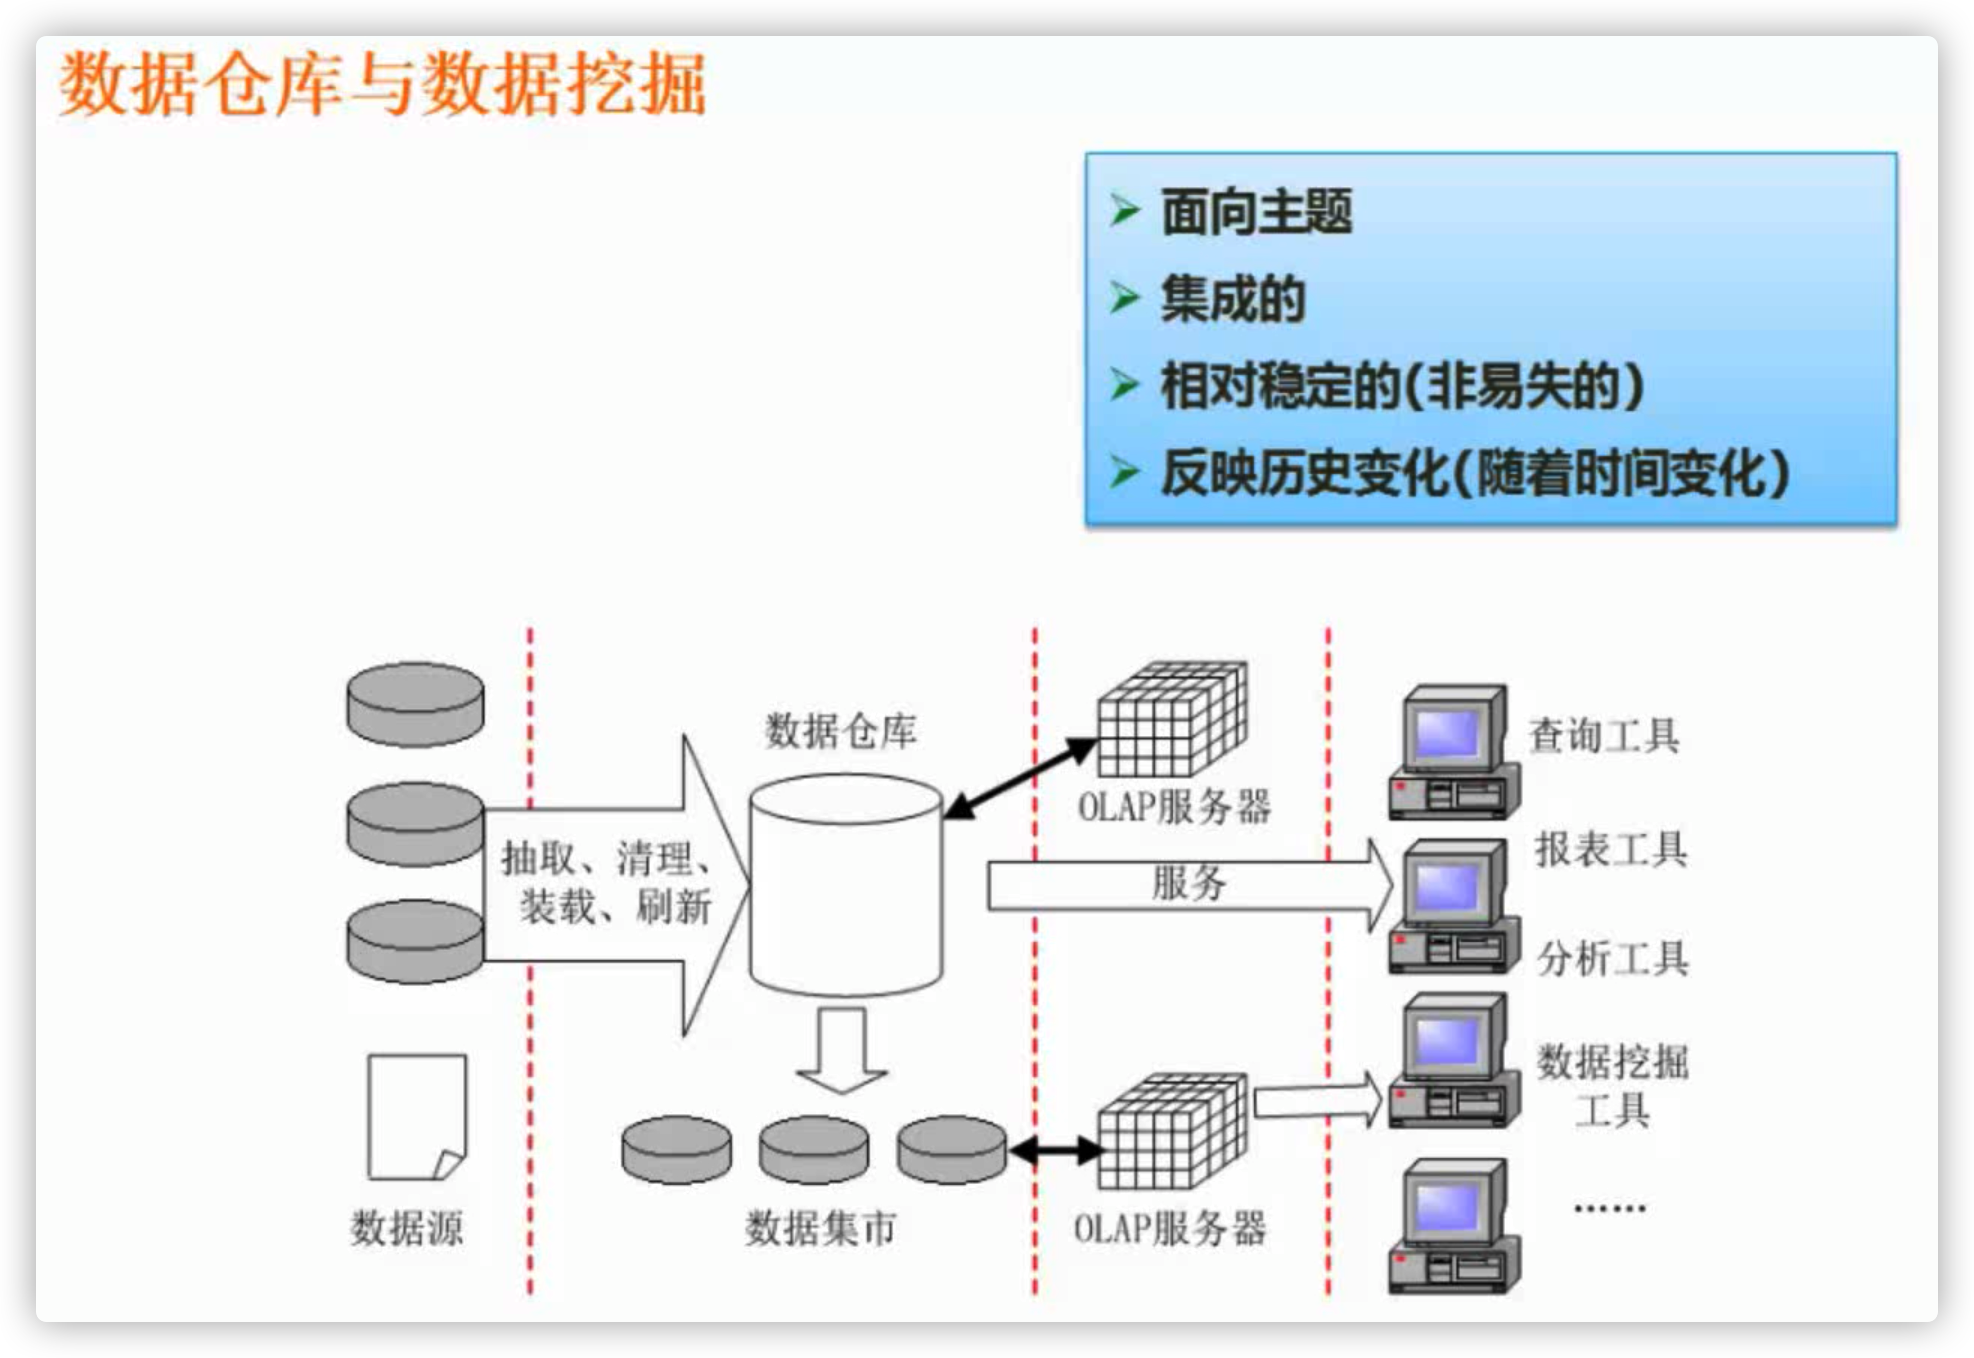 数据仓库与数据挖掘
面向主题
集成的
相对稳定的(非易失的)
反映历史变化(随着时间变化)
数据仓库
查询工具
OLAP服务器
抽取、清理、
装载、刷新
服务
报表工具
分析工具
数据挖掘
工具
数据源
数据集市
OLAP服务器
……